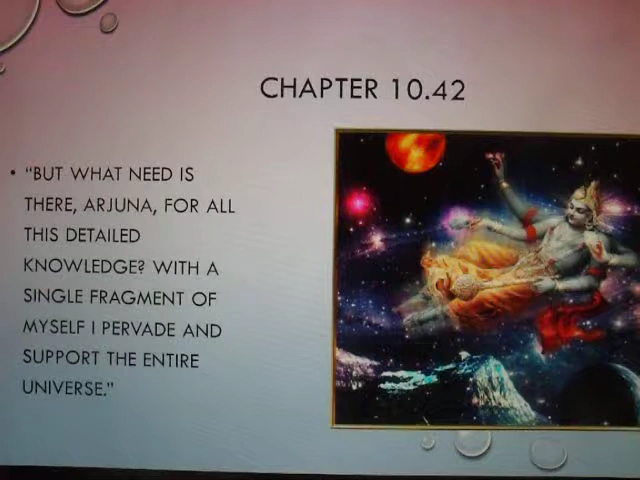 CHAPTER 10.42
• "BUT WHAT NEED IS
THERE, ARJUNA, FOR ALL
THIS DETAILED
KNOWLEDGE? WITH A
SINGLE FRAGMENT OF
MYSELF I PERVADE AND
SUPPORT THE ENTIRE
UNIVERSE."